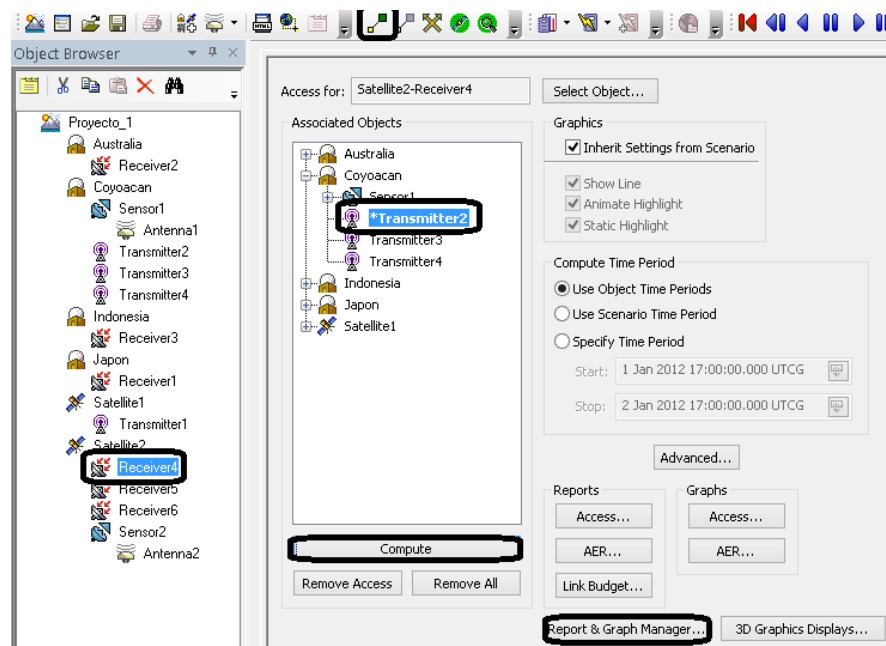 Object Browser
Proyecto_1
Australia
Receiver2
Coyoacan
Sensor1
Antenna1
Transmitter2
Transmitter3
Transmitter4
Indonesia
Receiver3
Japon
Receiver1
Satellite1
Transmitter1
Satellite2
Receiver4
Receiver5
Receiver6
Sensor2
Antenna2
Access for: Satellite2-Receiver4
Select Object...
Associated Objects
Australia
Coyoacan
Sensor1
*Transmitter2
Transmitter3
Transmitter4
Indonesia
Japon
Satellite1
Compute
Remove Access
Remove All
Graphics
Inherit Settings from Scenario
Show Line
Animate Highlight
Static Highlight
Compute Time Period
Use Object Time Periods
Use Scenario Time Period
Specify Time Period
Start: 1 Jan 2012 17:00:00.000 UTCG
Stop: 2 Jan 2012 17:00:00.000 UTCG
Advanced...
Reports
Access...
AER...
Link Budget...
Graphs
Access...
AER...
Report & Graph Manager...
3D Graphics Displays...